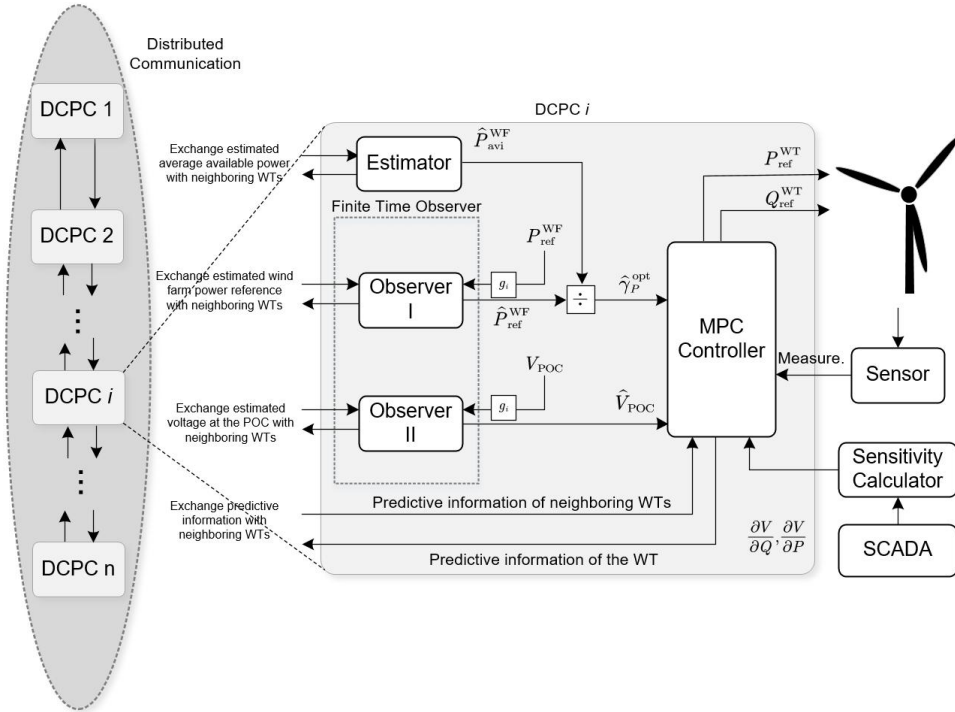 Distributed
Communication
DCPC 1
DCPC 2
⋮
DCPC i
⋮
DCPC n
Exchange estimated
average available power
with neighboring WTs
Exchange estimated wind
farm power reference
with neighboring WTs
Exchange estimated
voltage at the POC with
neighboring WTs
Exchange predictive
information with
neighboring WTs
DCPC i
Estimator
P̂_avi^WF
Finite Time Observer
P_ref^WF
Observer
I
g_i
P̂_ref^WF
÷
γ̂_P^opt
V_POC
Observer
II
g_i
V̂_POC
MPC
Controller
P_ref^WT
Q_ref^WT
Measure.
Sensor
Sensitivity
Calculator
SCADA
Predictive information of neighboring WTs
Predictive information of the WT
∂V/∂Q, ∂V/∂P